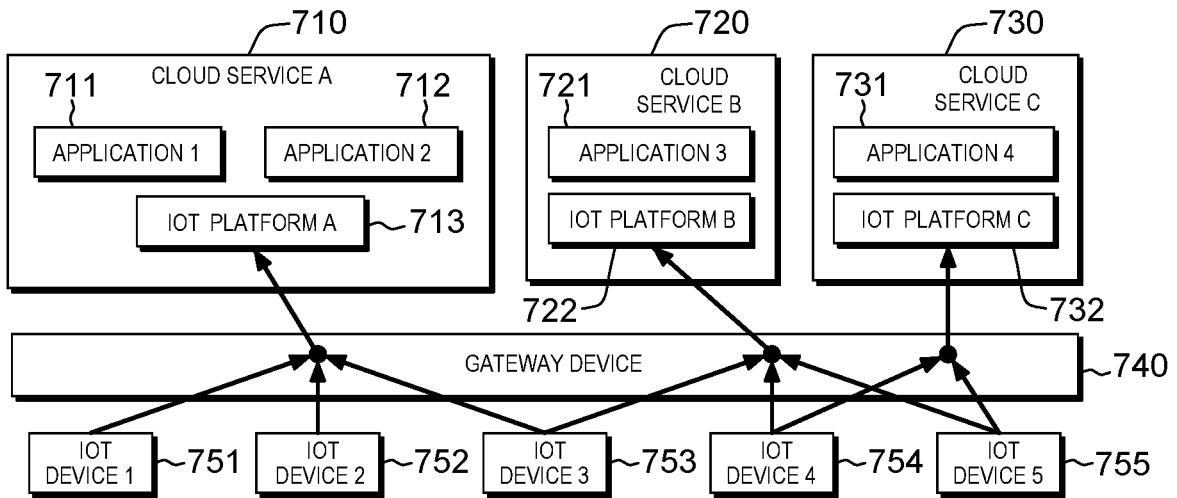 710
720
730
CLOUD SERVICE A
CLOUD
SERVICE B
CLOUD
SERVICE C
711
712
721
731
APPLICATION 1
APPLICATION 2
APPLICATION 3
APPLICATION 4
IOT PLATFORM A
713
IOT PLATFORM B
IOT PLATFORM C
722
732
GATEWAY DEVICE
740
IOT
DEVICE 1
751
IOT
DEVICE 2
752
IOT
DEVICE 3
753
IOT
DEVICE 4
754
IOT
DEVICE 5
755